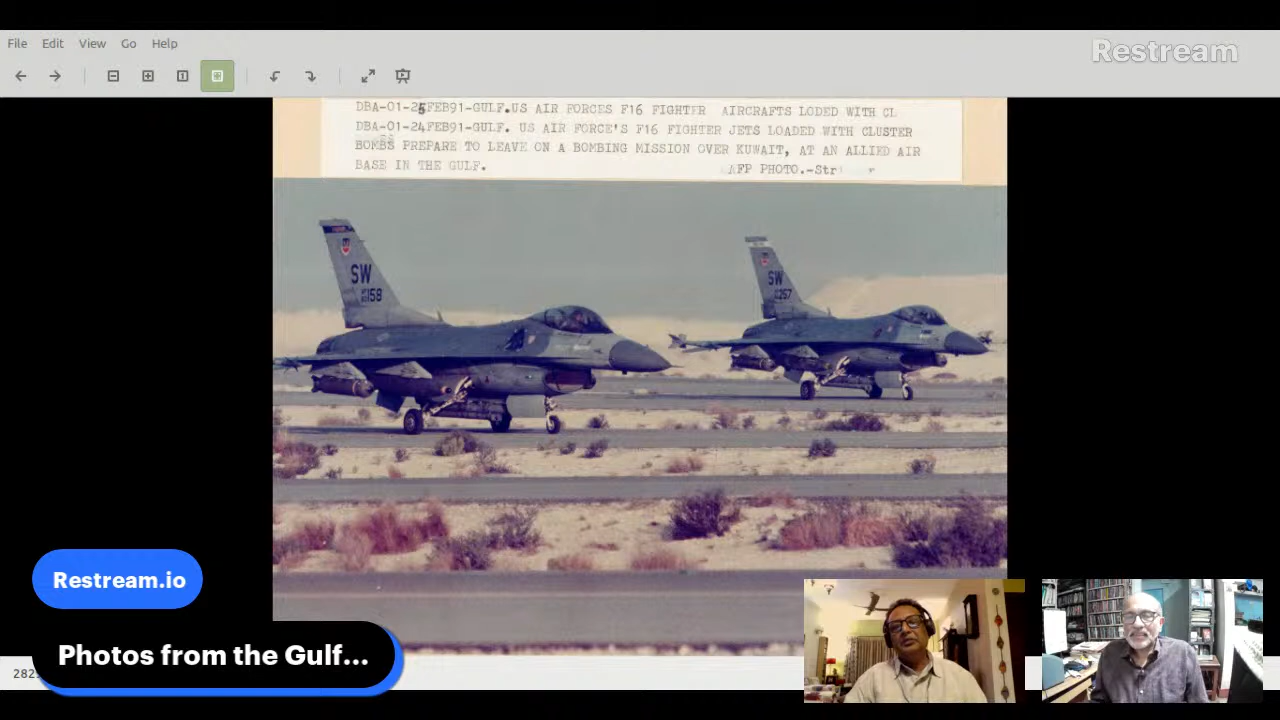 File Edit View Go Help
Restream
DBA-01-25FEB91-GULF.US AIR FORCES F16 FIGHTER AIRCRAFTS LODED WITH CL
DBA-01-24FEB91-GULF. US AIR FORCE'S F16 FIGHTER JETS LOADED WITH CLUSTER
BOMBS PREPARE TO LEAVE ON A BOMBING MISSION OVER KUWAIT, AT AN ALLIED AIR
BASE IN THE GULF.
AFP PHOTO.-Str
SW
158
SW
257
Restream.io
Photos from the Gulf...
282